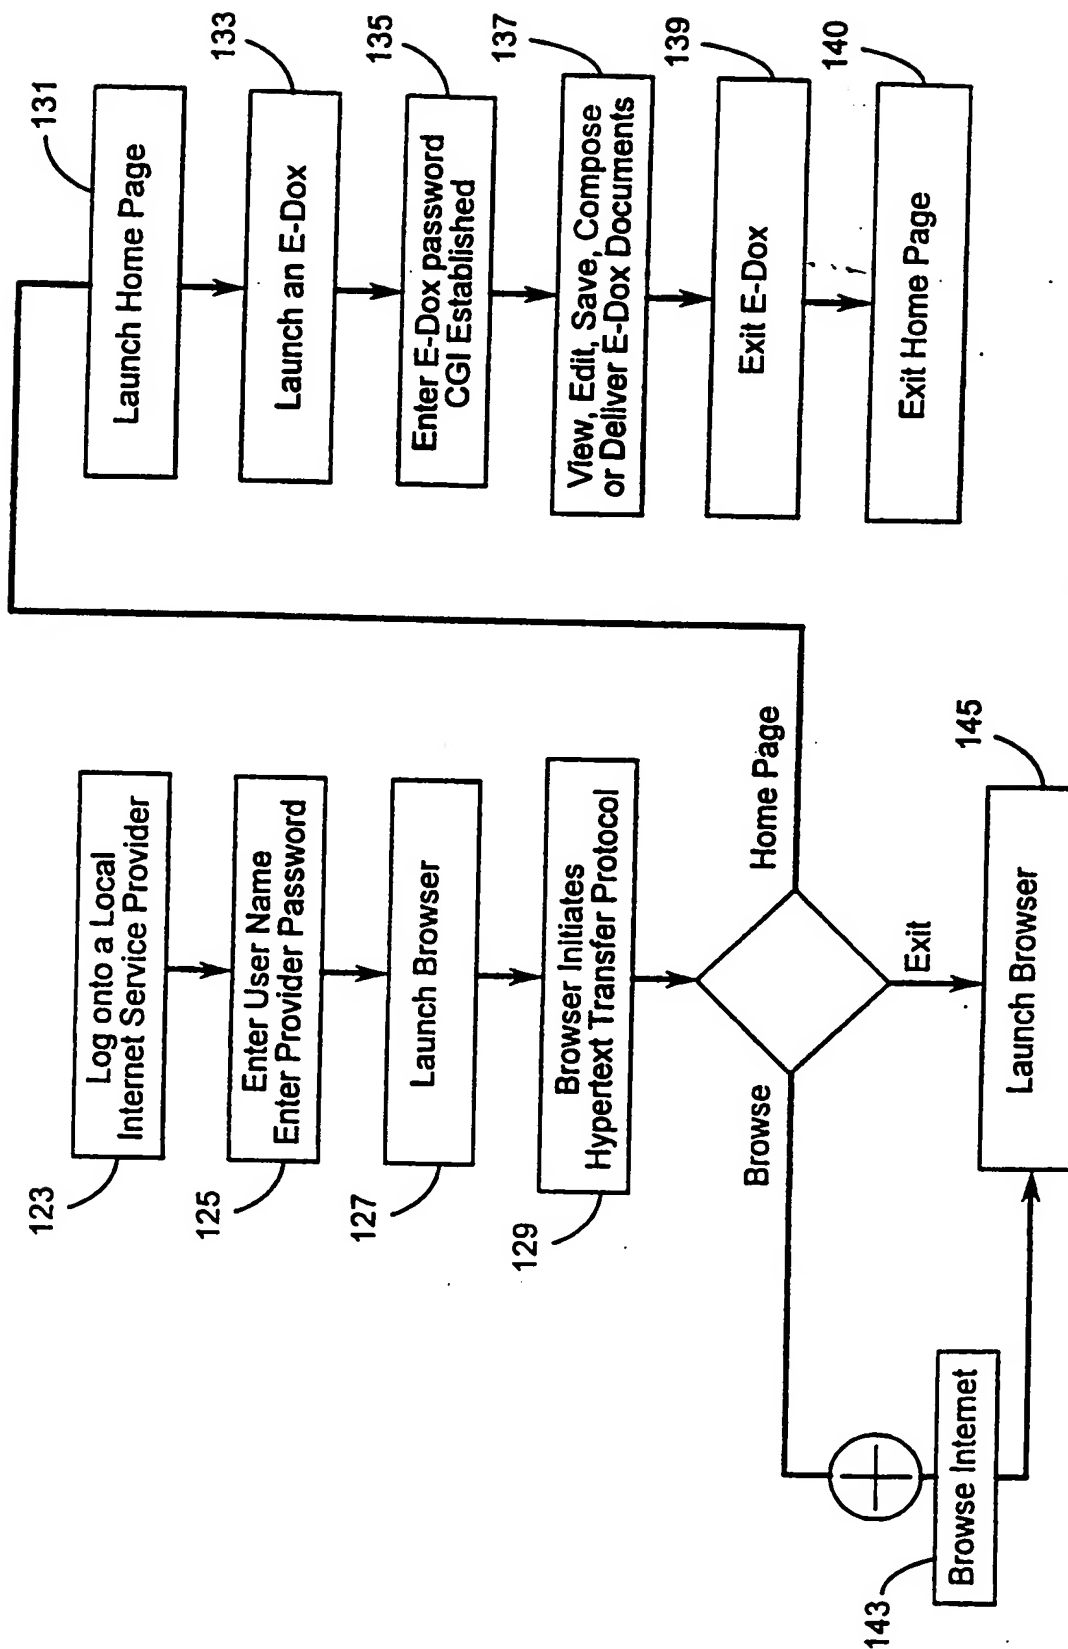 123
Log onto a Local
Internet Service Provider
125
Enter User Name
Enter Provider Password
127
Launch Browser
129
Browser Initiates
Hypertext Transfer Protocol
Browse
Home Page
Exit
143
Browse Internet
145
Launch Browser
131
Launch Home Page
133
Launch an E-Dox
135
Enter E-Dox password
CGI Established
137
View, Edit, Save, Compose
or Deliver E-Dox Documents
139
Exit E-Dox
140
Exit Home Page